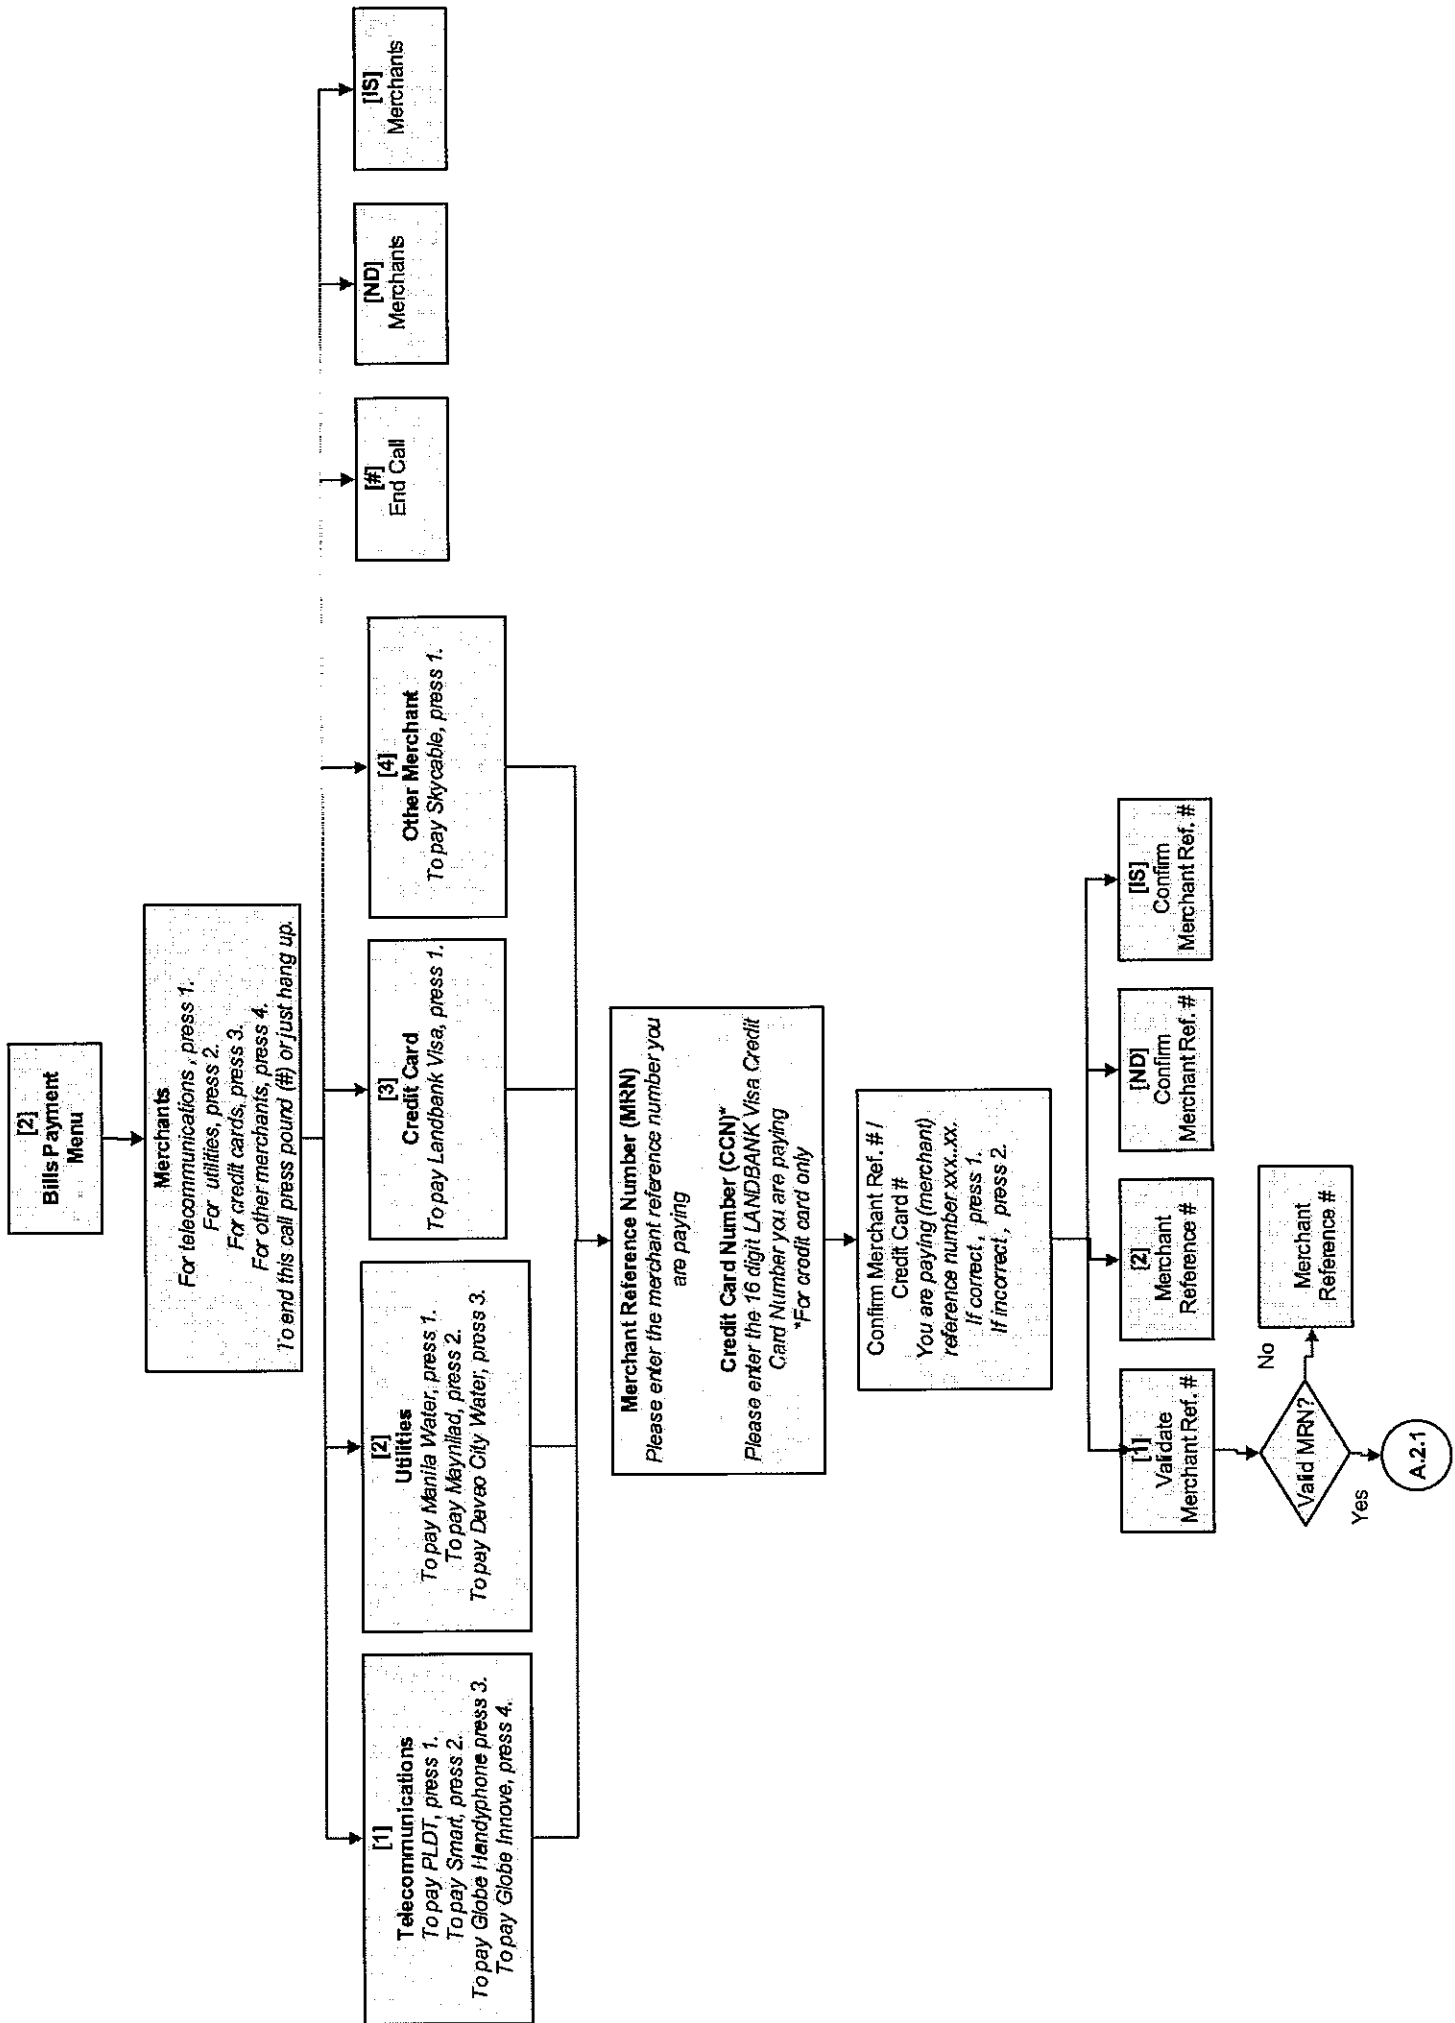 [2]
Bills Payment
Menu
Merchants
For telecommunications , press 1.
For utilities, press 2.
For credit cards, press 3.
For other merchants, press 4.
To end this call press pound (#) or just hang up.
[1]
Telecommunications
To pay PLDT, press 1.
To pay Smart, press 2.
To pay Globe Handyphone press 3.
To pay Globe Innove, press 4.
[2]
Utilities
To pay Manila Water, press 1.
To pay Maynilad, press 2.
To pay Davao City Water, press 3.
[3]
Credit Card
To pay Landbank Visa, press 1.
[4]
Other Merchant
To pay Skycable, press 1.
[#]
End Call
[ND]
Merchants
[IS]
Merchants
Merchant Reference Number (MRN)
Please enter the merchant reference number you
are paying
Credit Card Number (CCN)*
Please enter the 16 digit LANDBANK Visa Credit
Card Number you are paying
*For credit card only
Confirm Merchant Ref. # /
Credit Card #
You are paying (merchant)
reference number xxx..xx.
If correct , press 1.
If incorrect , press 2.
[1]
Validate
Merchant Ref. #
[2]
Merchant
Reference #
[ND]
Confirm
Merchant Ref. #
[IS]
Confirm
Merchant Ref. #
Valid MRN?
No
Merchant
Reference #
Yes
A.2.1